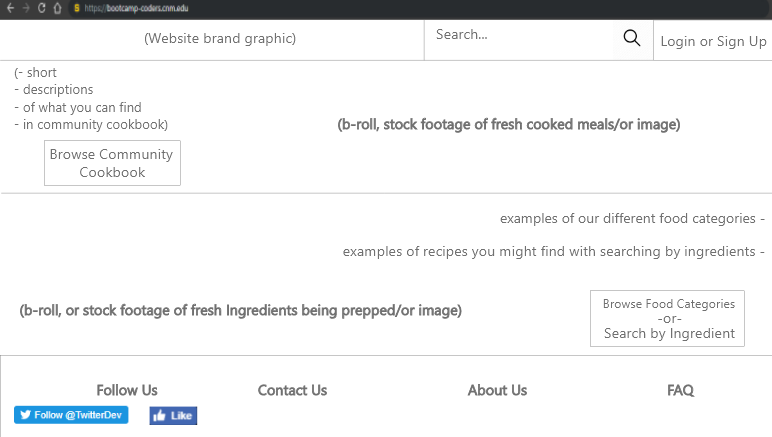 https://bootcamp-coders.cnm.edu
(Website brand graphic)
Search...
Login or Sign Up
(- short
- descriptions
- of what you can find
- in community cookbook)
(b-roll, stock footage of fresh cooked meals/or image)
Browse Community
Cookbook
examples of our different food categories -
examples of recipes you might find with searching by ingredients -
(b-roll, or stock footage of fresh Ingredients being prepped/or image)
Browse Food Categories
-or-
Search by Ingredient
Follow Us
Contact Us
About Us
FAQ
Follow @TwitterDev
Like